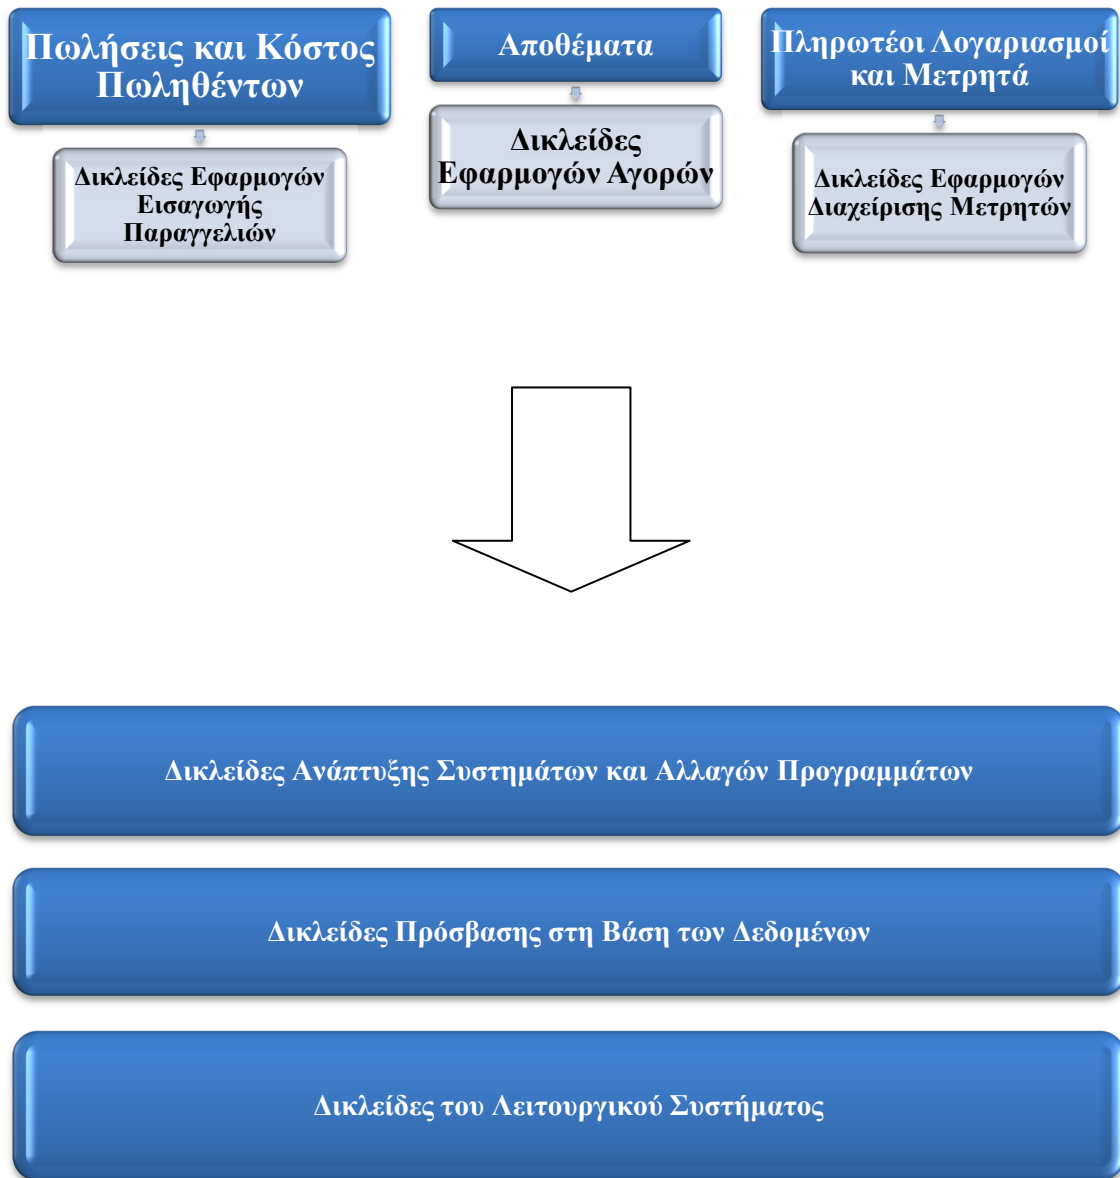 Πωλήσεις και Κόστος
Πωληθέντων
Δικλείδες Εφαρμογών
Εισαγωγής
Παραγγελιών
Αποθέματα
Δικλείδες
Εφαρμογών Αγορών
Πληρωτέοι Λογαριασμοί
και Μετρητά
Δικλείδες Εφαρμογών
Διαχείρισης Μετρητών
Δικλείδες Ανάπτυξης Συστημάτων και Αλλαγών Προγραμμάτων
Δικλείδες Πρόσβασης στη Βάση των Δεδομένων
Δικλείδες του Λειτουργικού Συστήματος